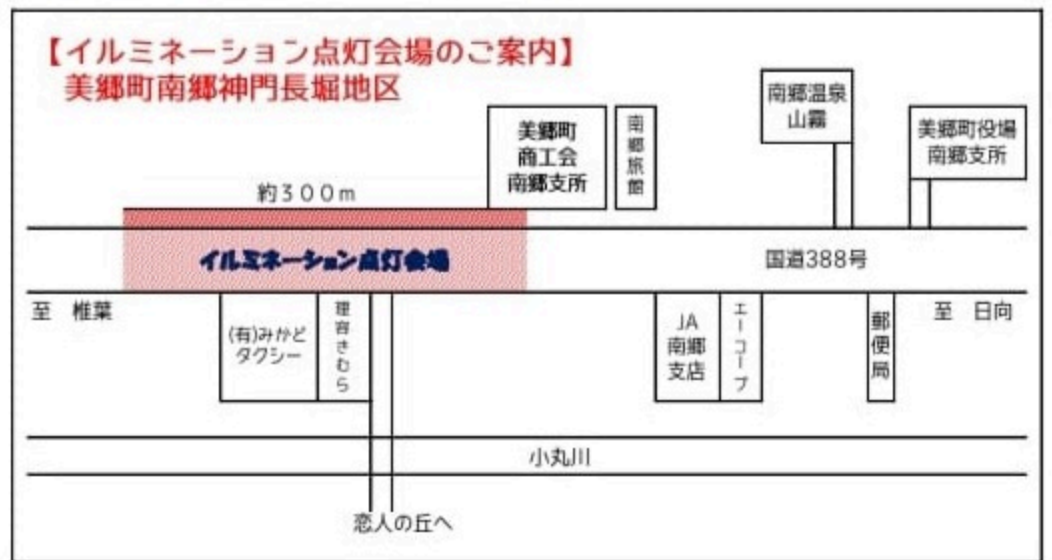 【イルミネーション点灯会場のご案内】
美郷町南郷神門長堀地区
南郷温泉
山霧
美郷町役場
南郷支所
美郷町
商工会
南郷支所
南郷旅館
約300m
イルミネーション点灯会場
国道388号
至 椎葉
(有)みかど
タクシー
理容きむら
JA
南郷
支店
エーコープ
郵便局
至 日向
小丸川
恋人の丘へ